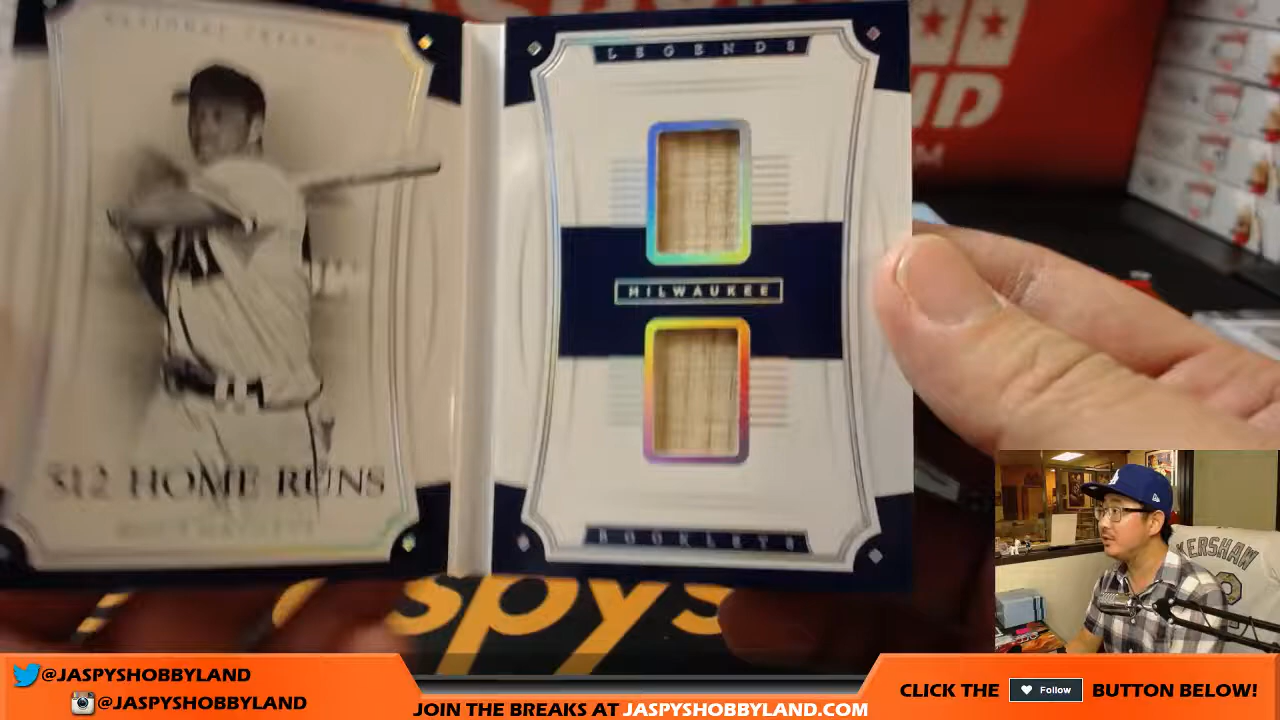 LEGENDS
MILWAUKEE
512 HOME RUNS
BOOKLETS
spys
KERSHAW
@JASPYSHOBBYLAND
@JASPYSHOBBYLAND
JOIN THE BREAKS AT JASPYSHOBBYLAND.COM
CLICK THE Follow BUTTON BELOW!